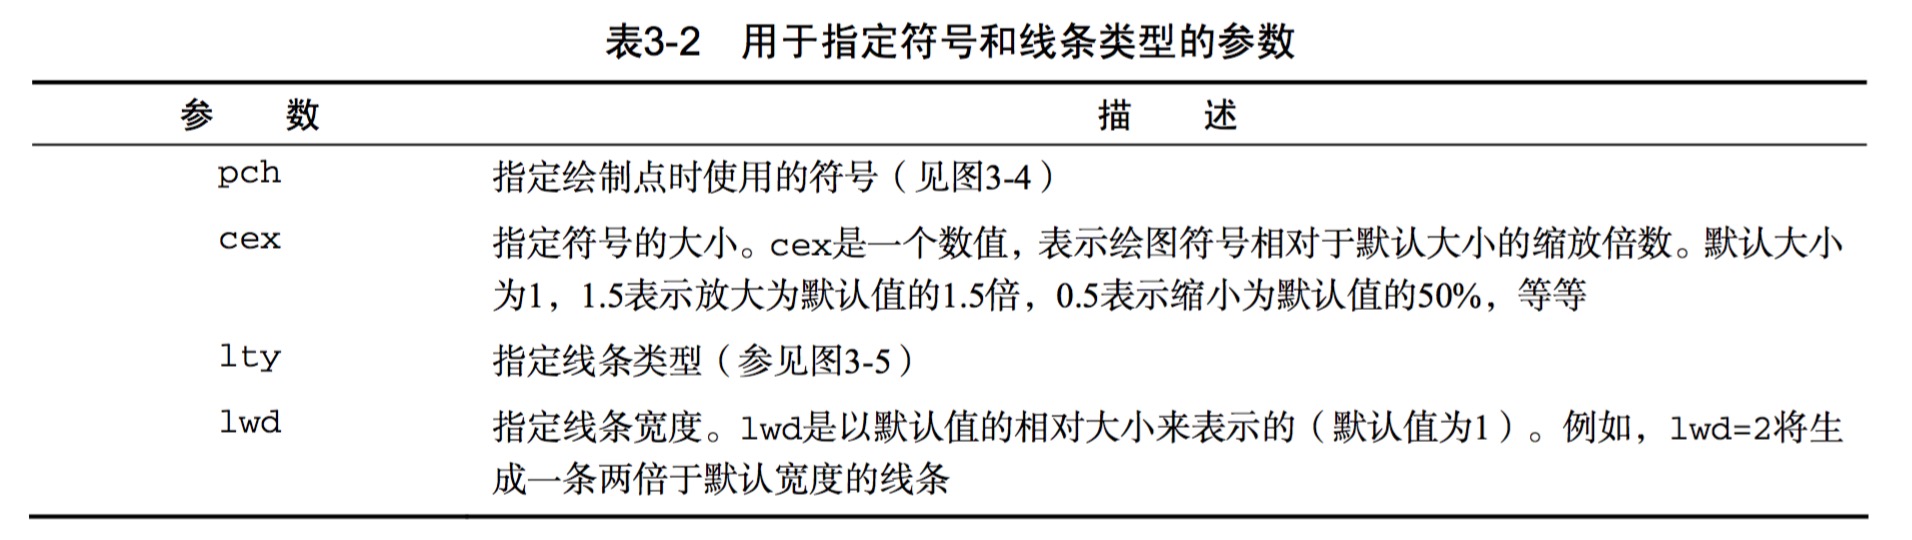 表3-2 用于指定符号和线条类型的参数
参 数 描 述
pch 指定绘制点时使用的符号（见图3-4）
cex 指定符号的大小。cex是一个数值，表示绘图符号相对于默认大小的缩放倍数。默认大小
为1，1.5表示放大为默认值的1.5倍，0.5表示缩小为默认值的50%，等等
lty 指定线条类型（参见图3-5）
lwd 指定线条宽度。lwd是以默认值的相对大小来表示的（默认值为1）。例如，lwd=2将生
成一条两倍于默认宽度的线条